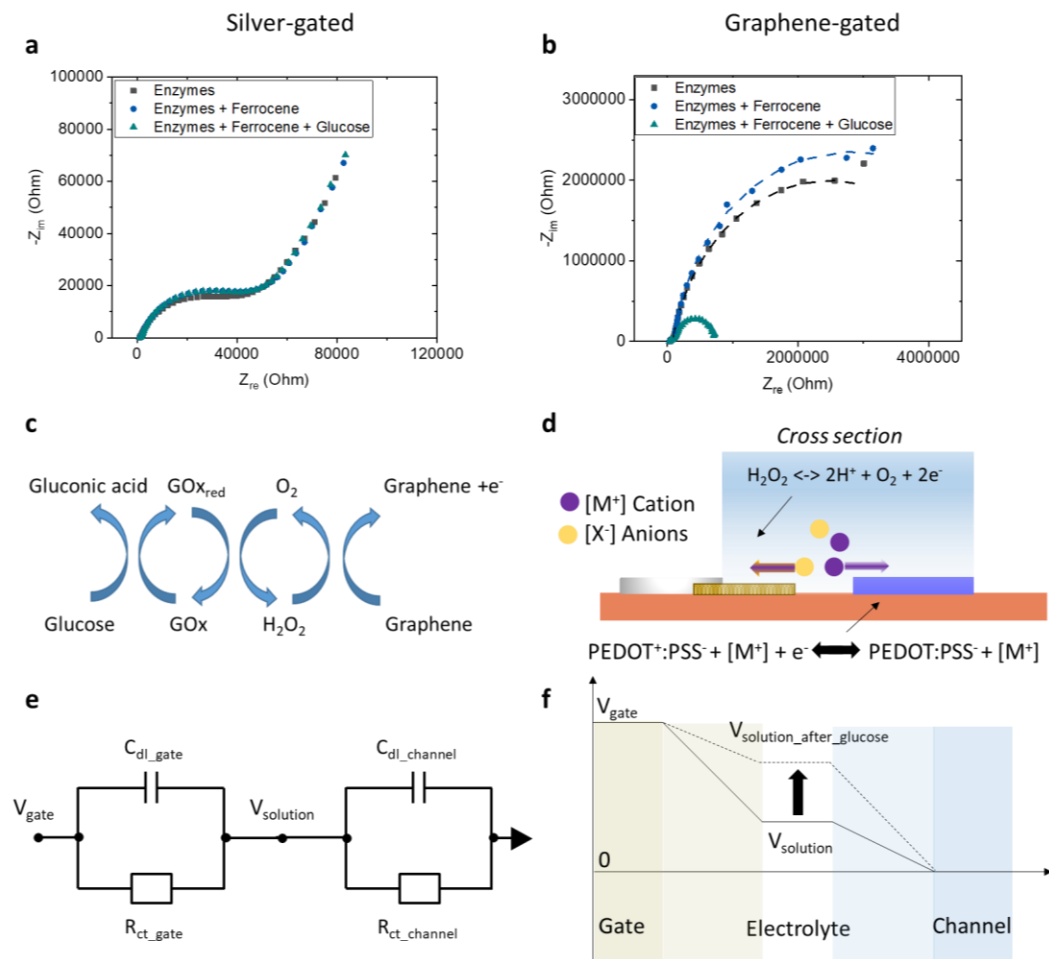 Silver-gated
Graphene-gated
a
100000
80000
60000
40000
20000
0
-Zim (Ohm)
Enzymes
Enzymes + Ferrocene
Enzymes + Ferrocene + Glucose
0
40000
80000
120000
Zre (Ohm)
b
3000000
2000000
1000000
0
-Zim (Ohm)
Enzymes
Enzymes + Ferrocene
Enzymes + Ferrocene + Glucose
0
2000000
4000000
Zre (Ohm)
c
Gluconic acid
GOxred
O2
Graphene +e-
Glucose
GOx
H2O2
Graphene
d
Cross section
H2O2 <-> 2H+ + O2 + 2e-
[M+] Cation
[X-] Anions
PEDOT+:PSS- + [M+] + e-
PEDOT:PSS- + [M+]
e
Cdl_gate
Cdl_channel
Vgate
Vsolution
Rct_gate
Rct_channel
f
Vgate
Vsolution_after_glucose
Vsolution
0
Gate
Electrolyte
Channel